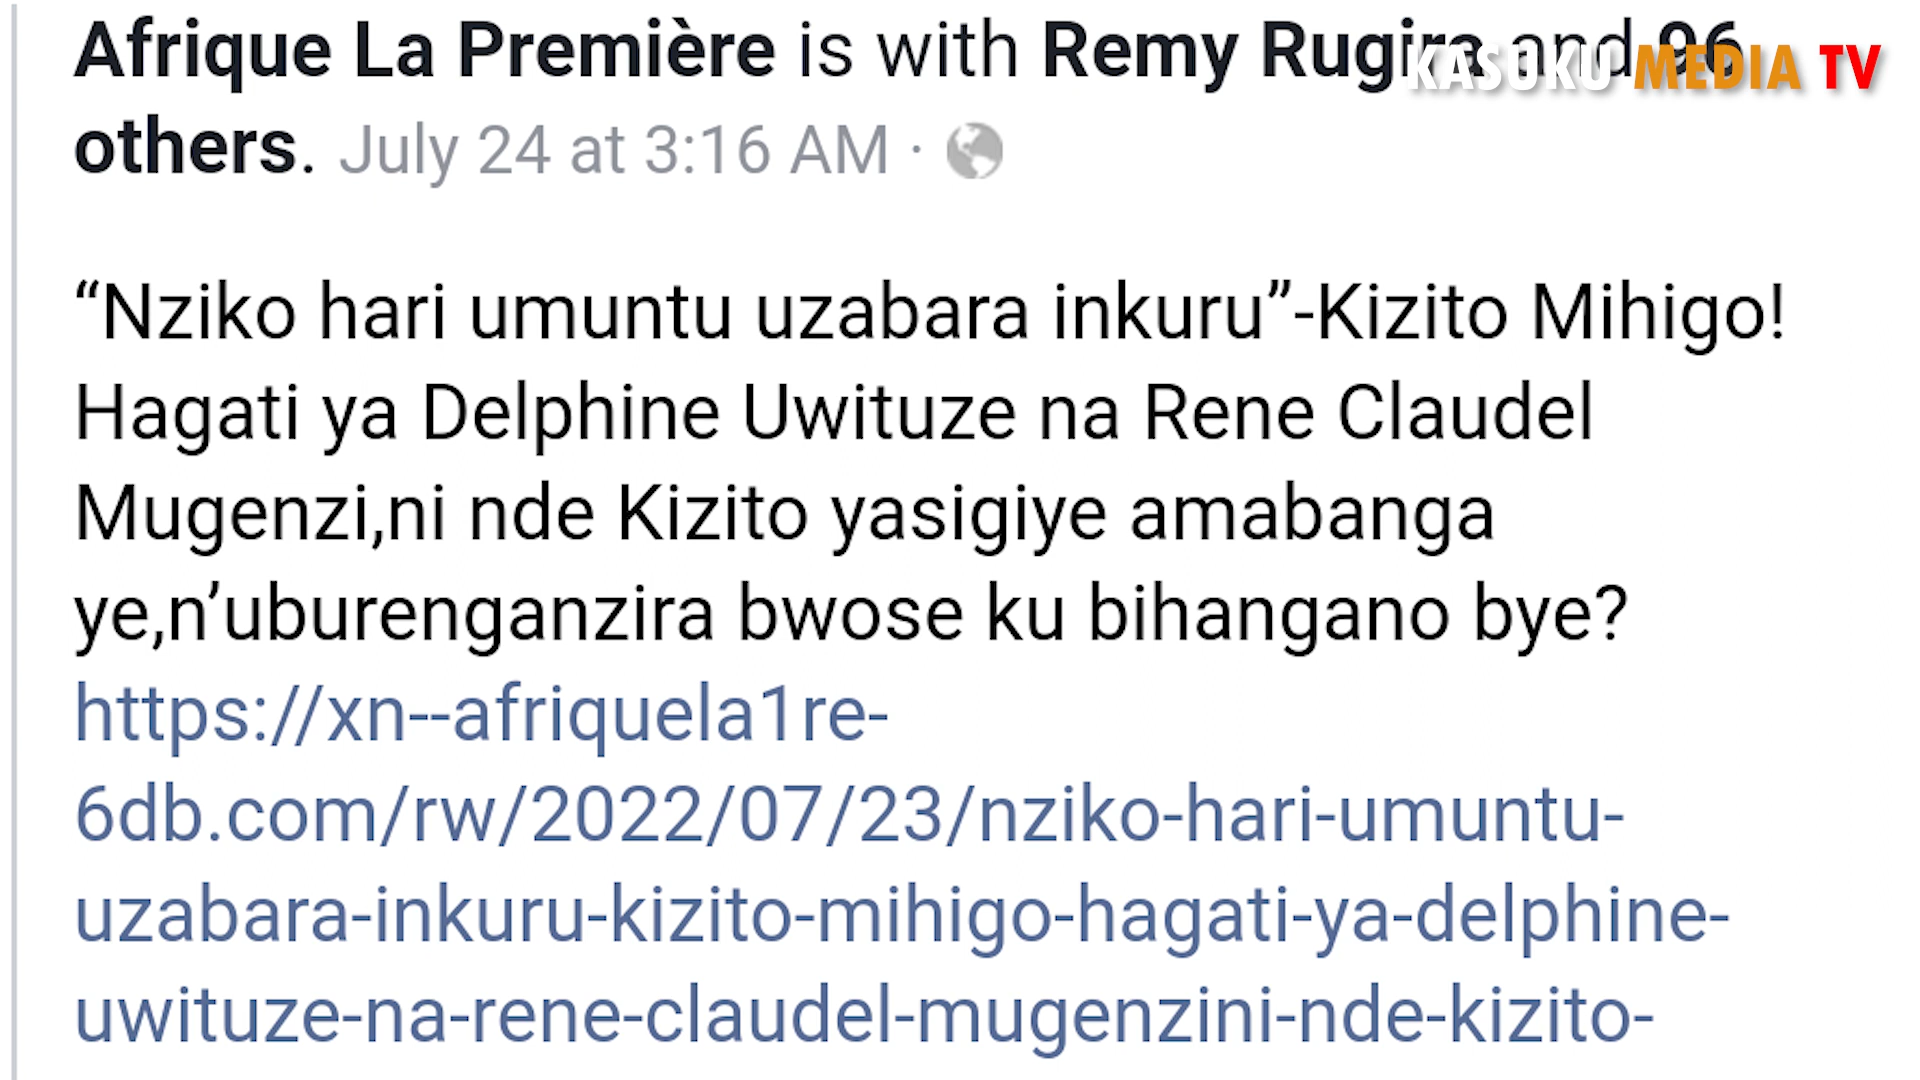 Afrique La Première is with Remy Rugira and 96
KASUKU MEDIA TV
others. July 24 at 3:16 AM ·
“Nziko hari umuntu uzabara inkuru”-Kizito Mihigo!
Hagati ya Delphine Uwituze na Rene Claudel
Mugenzi,ni nde Kizito yasigiye amabanga
ye,n’uburenganzira bwose ku bihangano bye?
https://xn--afriquela1re-
6db.com/rw/2022/07/23/nziko-hari-umuntu-
uzabara-inkuru-kizito-mihigo-hagati-ya-delphine-
uwituze-na-rene-claudel-mugenzini-nde-kizito-